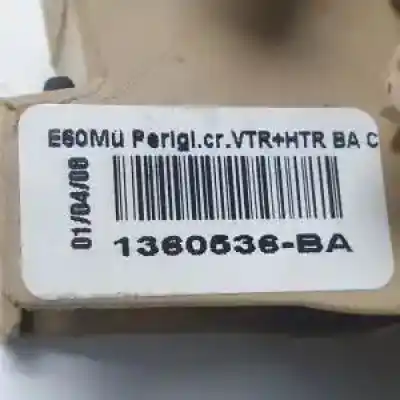 E60Mü Perlgl.cr.VTR+HTR BA C
01/04/08
1360536-BA